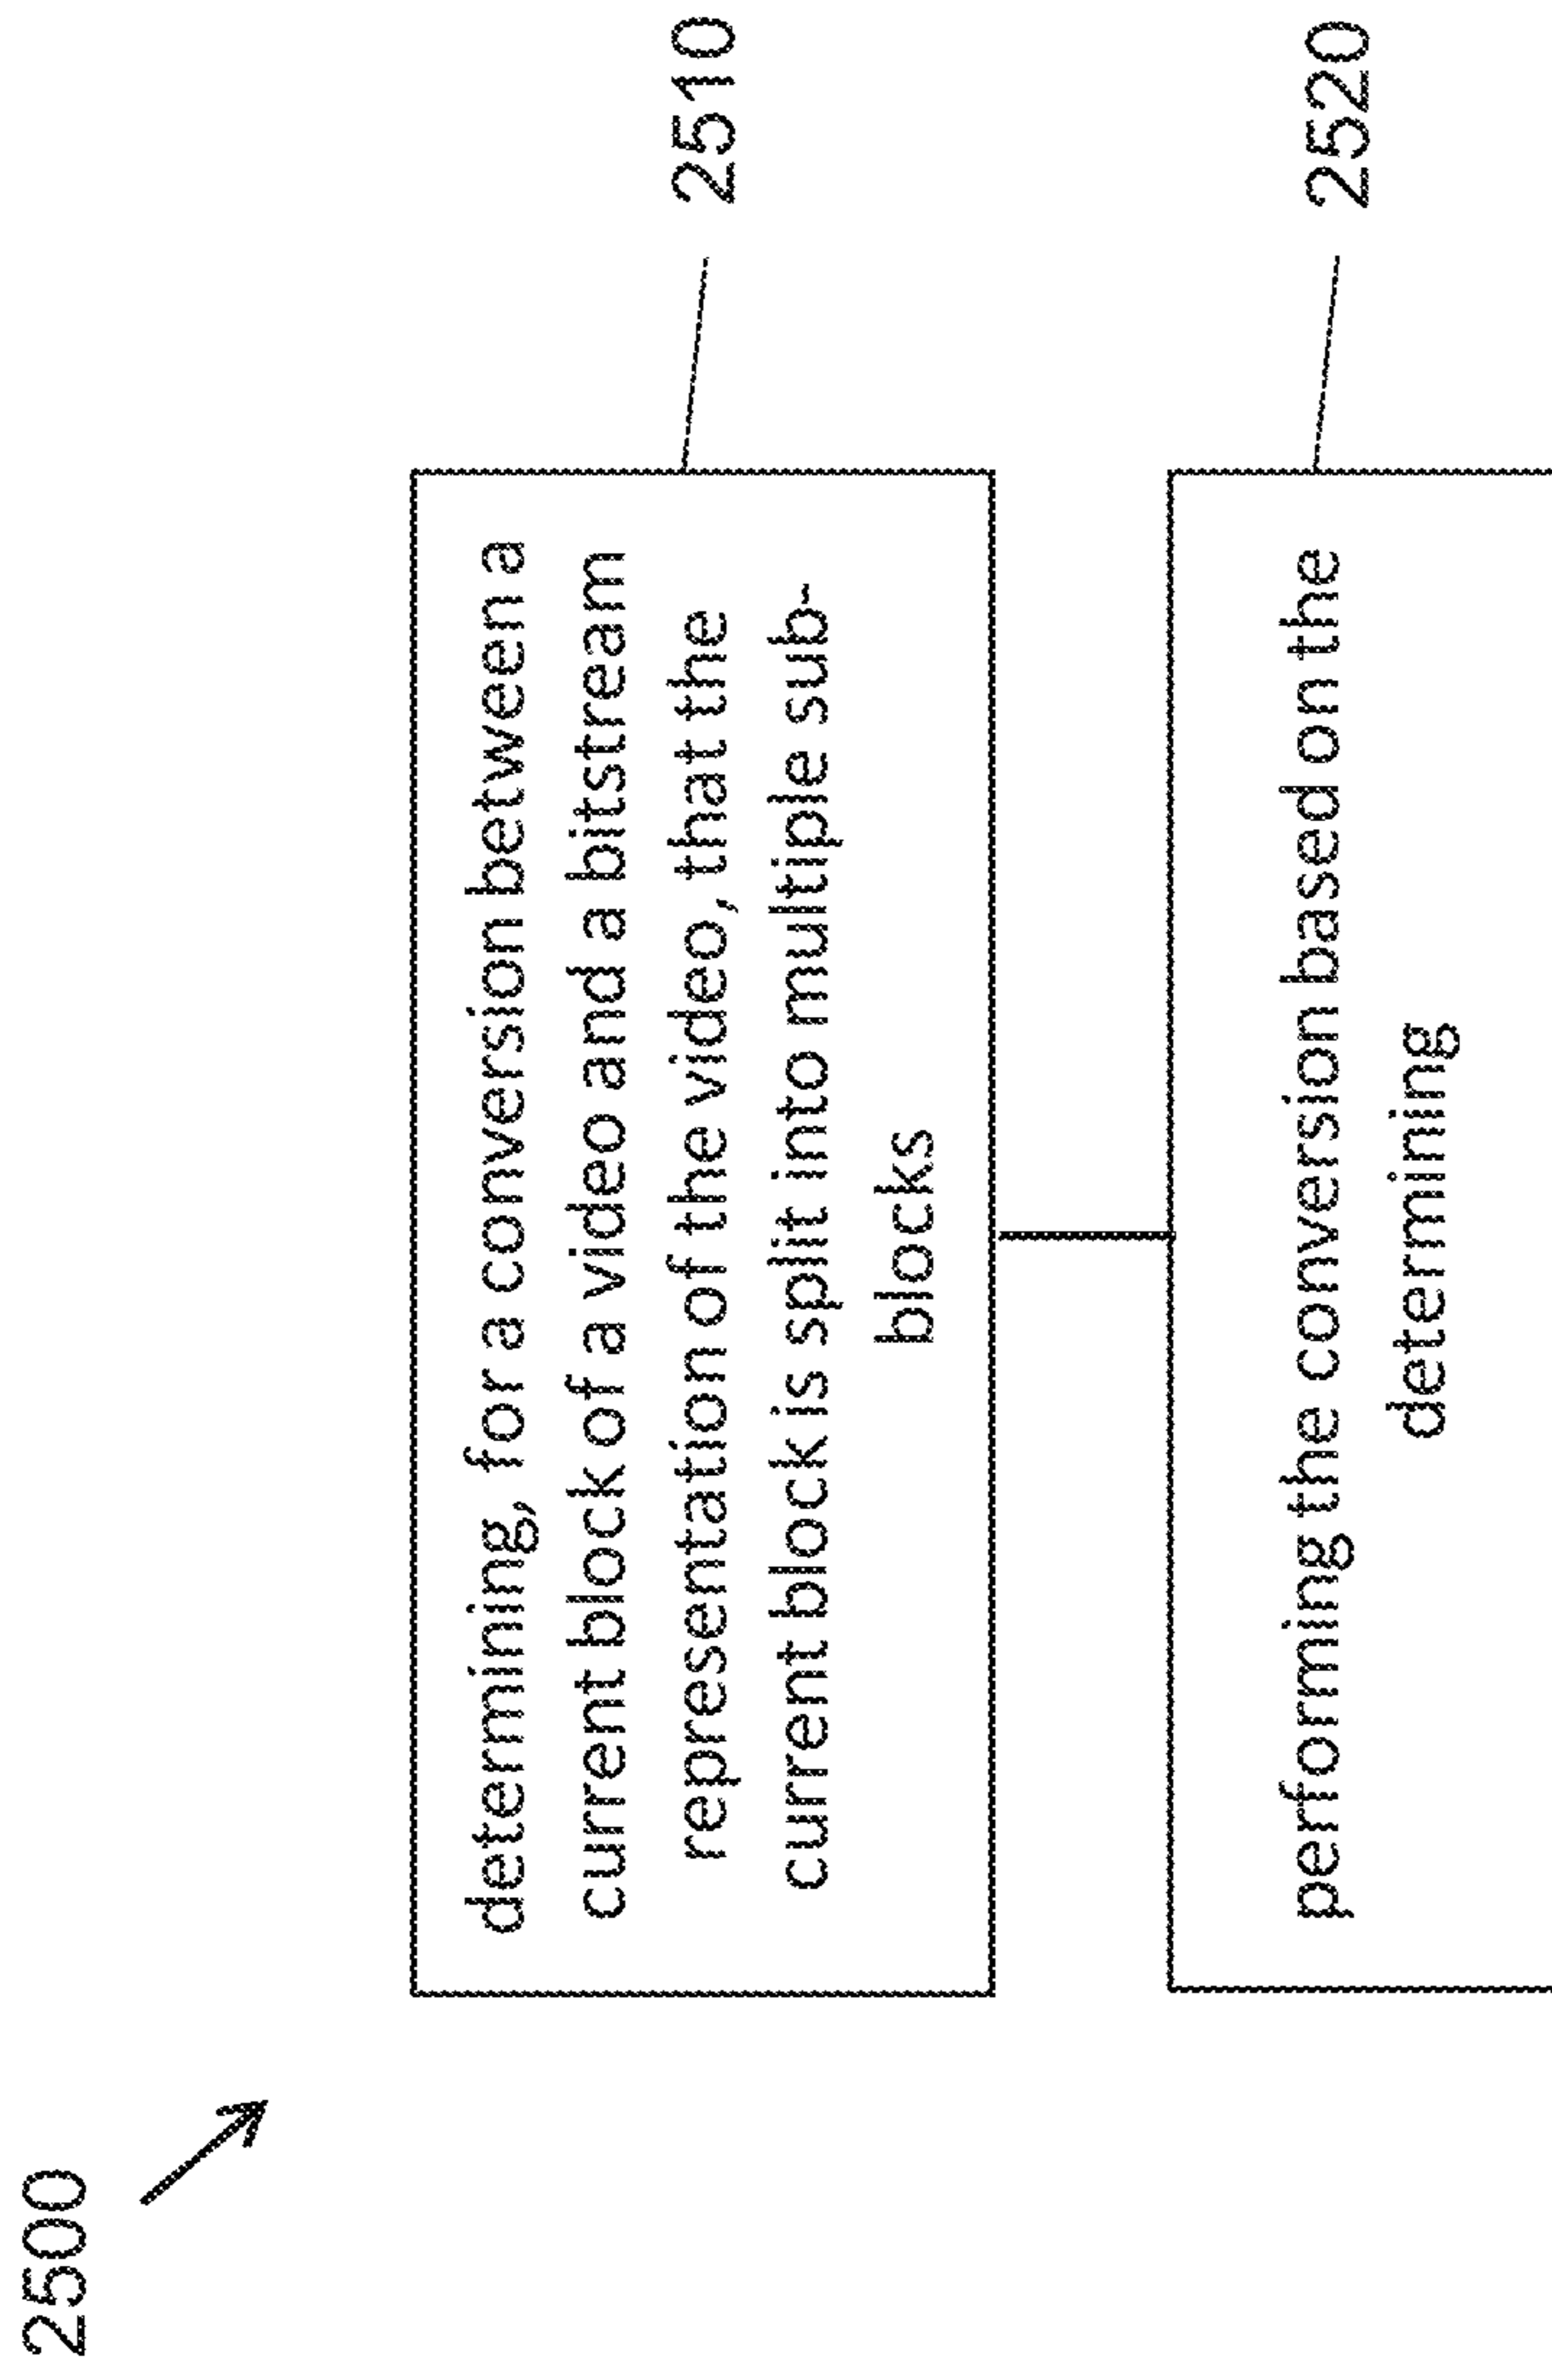 2500
determining, for a conversion between a
current block of a video and a bitstream
representation of the video, that the
current block is split into multiple sub-
blocks
2510
performing the conversion based on the
determining
2520